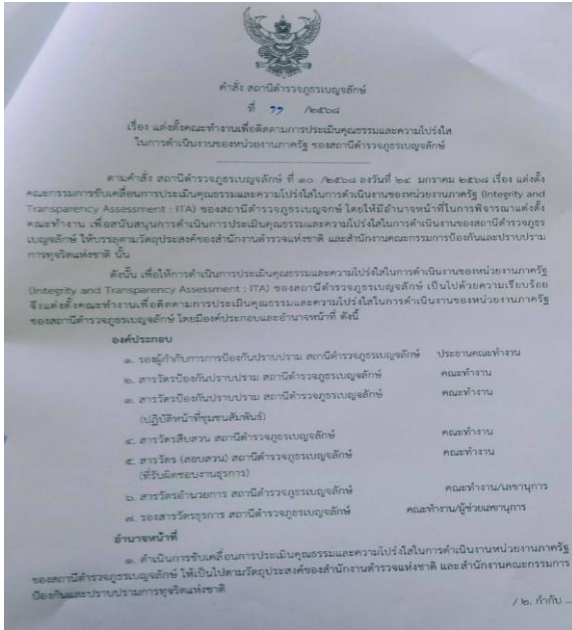 คำสั่ง สถานีตำรวจภูธรเบญจลักษ์
ที่ ๑๑ /๒๕๖๘
เรื่อง แต่งตั้งคณะทำงานเพื่อติดตามการประเมินคุณธรรมและความโปร่งใส
ในการดำเนินงานของหน่วยงานภาครัฐ ของสถานีตำรวจภูธรเบญจลักษ์
ตามคำสั่ง สถานีตำรวจภูธรเบญจลักษ์ ที่ ๑๐ /๒๕๖๘ ลงวันที่ ๒๔ มกราคม ๒๕๖๘ เรื่อง แต่งตั้ง
คณะกรรมการขับเคลื่อนการประเมินคุณธรรมและความโปร่งใสในการดำเนินงานของหน่วยงานภาครัฐ (Integrity and
Transparency Assessment : ITA) ของสถานีตำรวจภูธรเบญจกษ์ โดยให้มีอำนาจหน้าที่ในการพิจารณาแต่งตั้ง
คณะทำงาน เพื่อสนับสนุนการดำเนินการประเมินคุณธรรมและความโปร่งใสในการดำเนินงานของสถานีตำรวจภูธร
เบญจลักษ์ ให้บรรลุตามวัตถุประสงค์ของสำนักงานตำรวจแห่งชาติ และสำนักงานคณะกรรมการป้องกันและปราบปราม
การทุจริตแห่งชาติ นั้น
ดังนั้น เพื่อให้การดำเนินการประเมินคุณธรรมและความโปร่งใสในการดำเนินงานของหน่วยงานภาครัฐ
(Integrity and Transparency Assessment : ITA) ของสถานีตำรวจภูธรเบญจลักษ์ เป็นไปด้วยความเรียบร้อย
จึงแต่งตั้งคณะทำงานเพื่อติดตามการประเมินคุณธรรมและความโปร่งใสในการดำเนินงานของหน่วยงานภาครัฐ
ของสถานีตำรวจภูธรเบญจลักษ์ โดยมีองค์ประกอบและอำนาจหน้าที่ ดังนี้
องค์ประกอบ
๑. รองผู้กำกับการการป้องกันปราบปราม สถานีตำรวจภูธรเบญจลักษ์ ประธานคณะทำงาน
๒. สารวัตรป้องกันปราบปราม สถานีตำรวจภูธรเบญจลักษ์ คณะทำงาน
๓. สารวัตรป้องกันปราบปราม สถานีตำรวจภูธรเบญจลักษ์ คณะทำงาน
(ปฏิบัติหน้าที่ชุมชนสัมพันธ์)
๔. สารวัตรสืบสวน สถานีตำรวจภูธรเบญจลักษ์ คณะทำงาน
๕. สารวัตร (สอบสวน) สถานีตำรวจภูธรเบญจลักษ์ คณะทำงาน
(ที่รับผิดชอบงานธุรการ)
๖. สารวัตรอำนวยการ สถานีตำรวจภูธรเบญจลักษ์ คณะทำงาน/เลขานุการ
๗. รองสารวัตรธุรการ สถานีตำรวจภูธรเบญจลักษ์ คณะทำงาน/ผู้ช่วยเลขานุการ
อำนาจหน้าที่
๑. ดำเนินการขับเคลื่อนการประเมินคุณธรรมและความโปร่งใสในการดำเนินงานหน่วยงานภาครัฐ
ของสถานีตำรวจภูธรเบญจลักษ์ ให้เป็นไปตามวัตถุประสงค์ของสำนักงานตำรวจแห่งชาติ และสำนักงานคณะกรรมการ
ป้องกันและปราบปรามการทุจริตแห่งชาติ
/ ๒. กำกับ ...